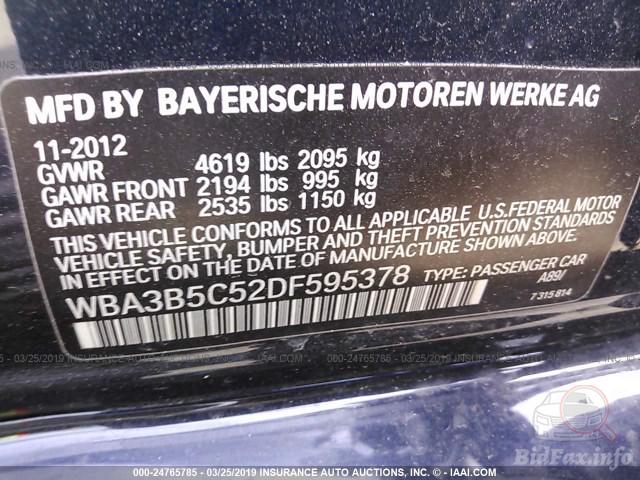 MFD BY BAYERISCHE MOTOREN WERKE AG
11-2012
GVWR 4619 lbs 2095 kg
GAWR FRONT 2194 lbs 995 kg
GAWR REAR 2535 lbs 1150 kg
THIS VEHICLE CONFORMS TO ALL APPLICABLE U.S.FEDERAL MOTOR
VEHICLE SAFETY, BUMPER AND THEFT PREVENTION STANDARDS
IN EFFECT ON THE DATE OF MANUFACTURE SHOWN ABOVE.
WBA3B5C52DF595378 TYPE: PASSENGER CAR
A89/
7 315 814
BidFax.info
000-24765785 - 03/25/2019 INSURANCE AUTO AUCTIONS, INC. - © IAAI.COM